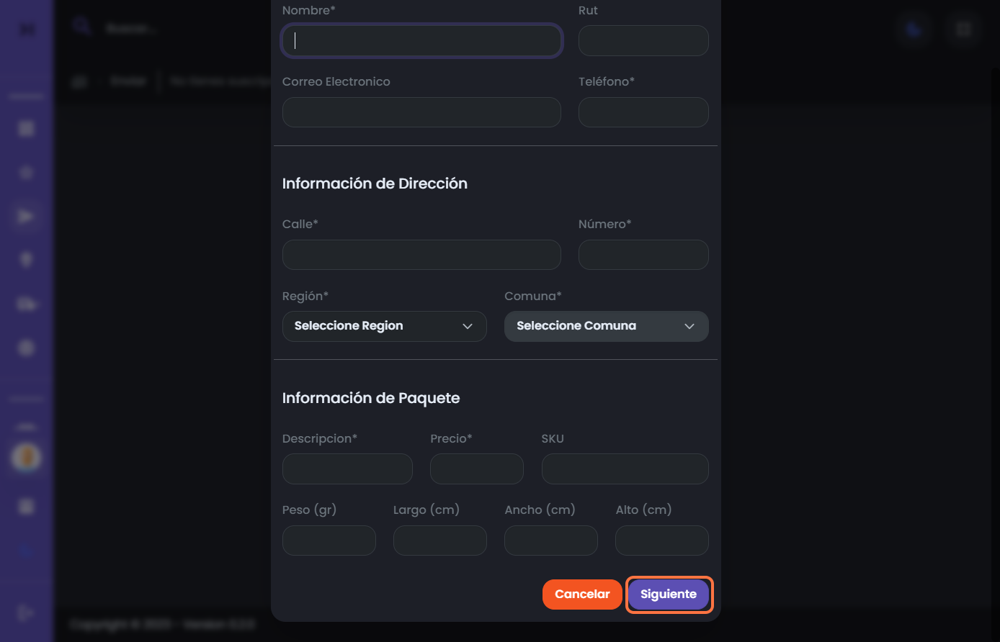 Nombre*
Rut
Buscar...
Correo Electronico
Teléfono*
Información de Dirección
Calle*
Número*
Región*
Comuna*
Seleccione Region
Seleccione Comuna
Información de Paquete
Descripcion*
Precio*
SKU
Peso (gr)
Largo (cm)
Ancho (cm)
Alto (cm)
Cancelar
Siguiente